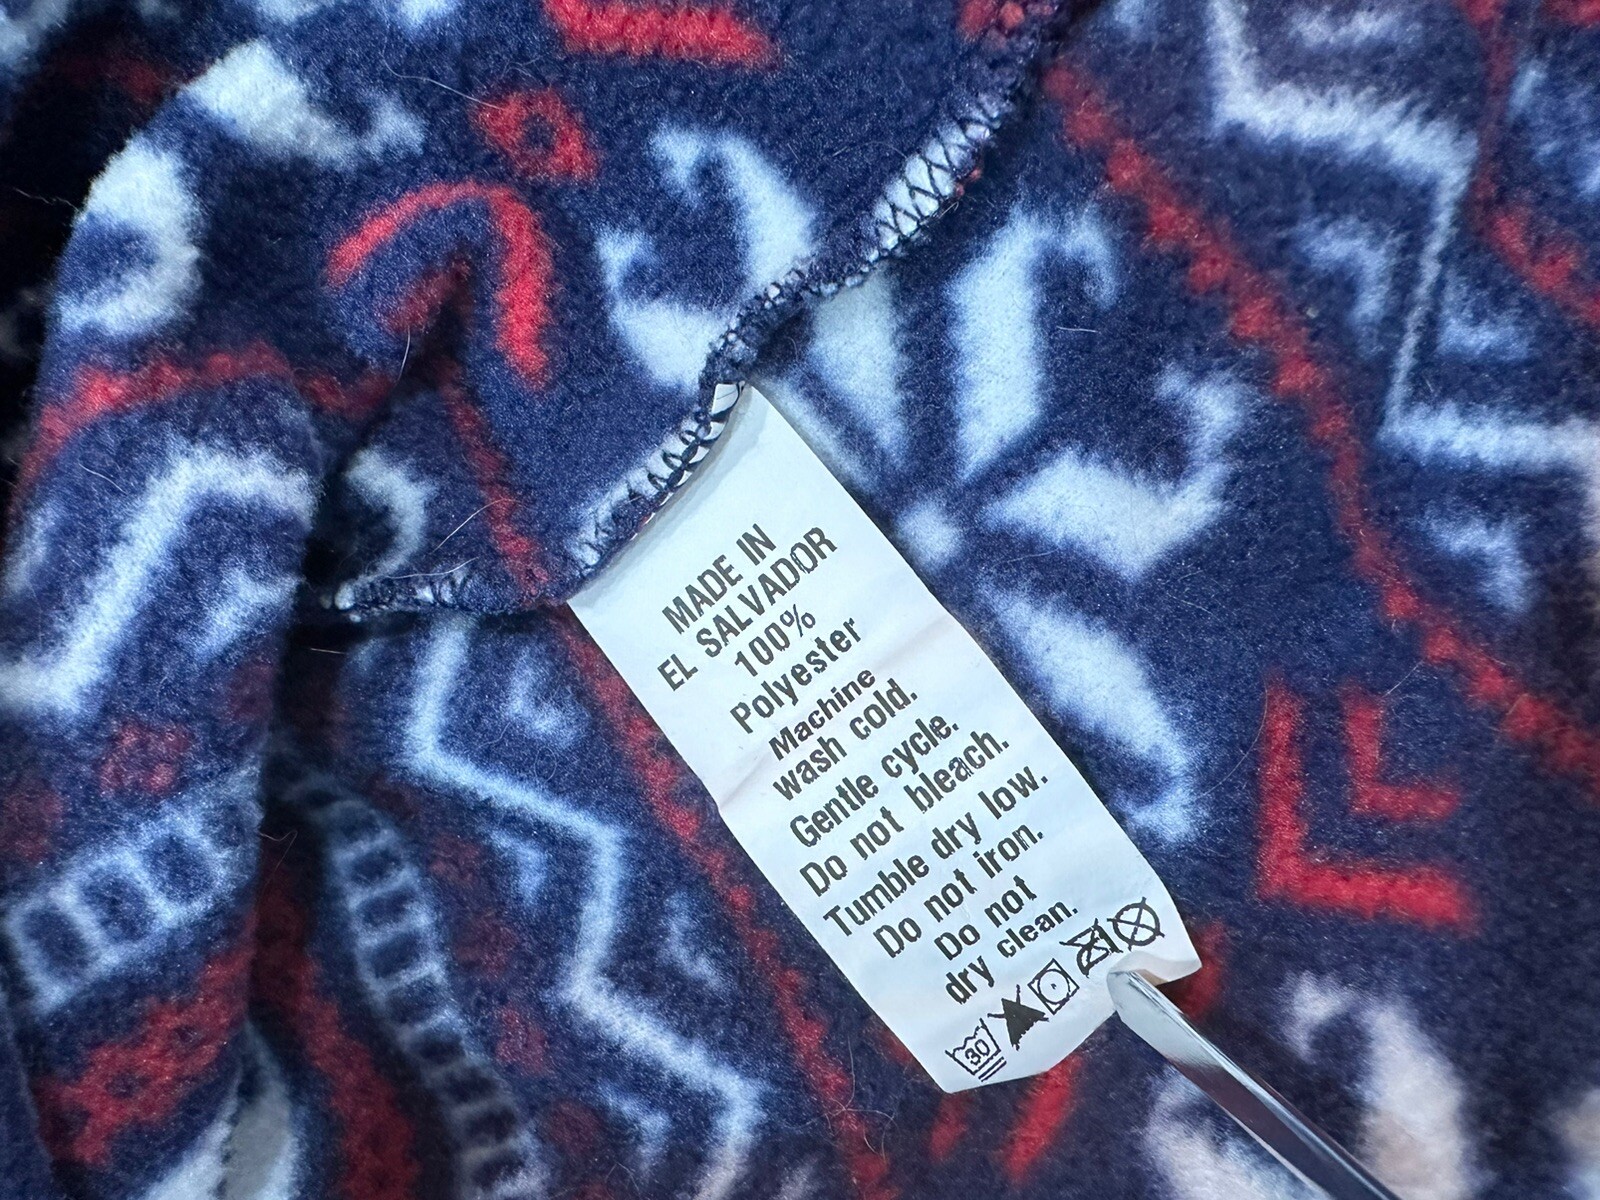 MADE IN
EL SALVADOR
100%
Polyester
Machine
wash cold.
Gentle cycle.
Do not bleach.
Tumble dry low.
Do not iron.
Do not
dry clean.
30